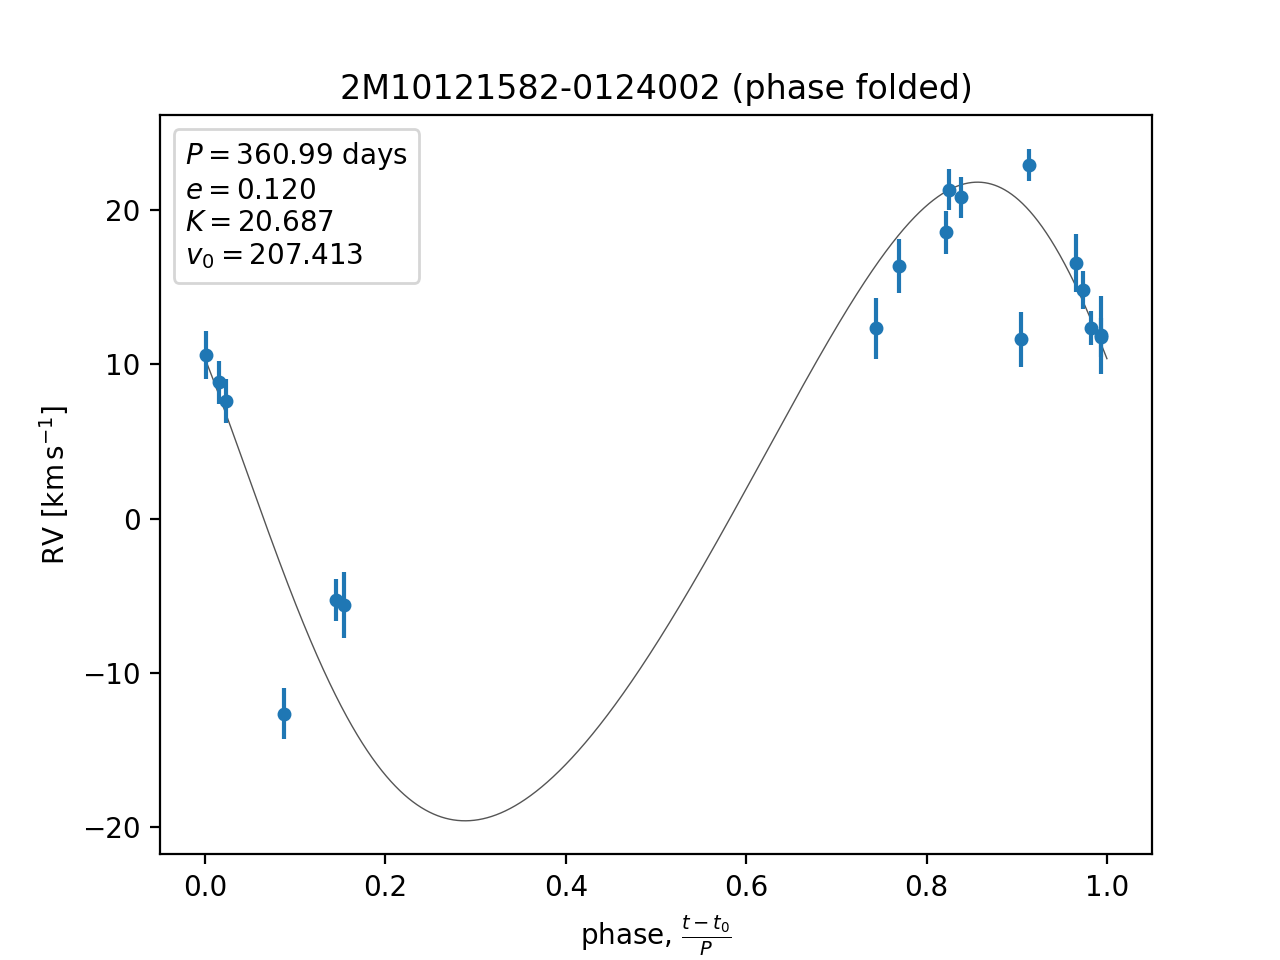 2M10121582-0124002 (phase folded)
P = 360.99 days
e = 0.120
K = 20.687
v₀ = 207.413
20
10
0
−10
−20
RV [km s⁻¹]
0.0 0.2 0.4 0.6 0.8 1.0
phase, (t − t₀)/P